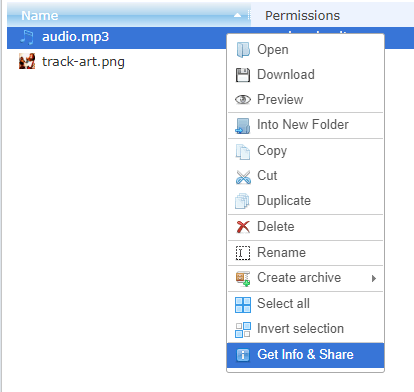 Name Permissions
audio.mp3
track-art.png
Open
Download
Preview
Into New Folder
Copy
Cut
Duplicate
Delete
Rename
Create archive
Select all
Invert selection
Get Info & Share